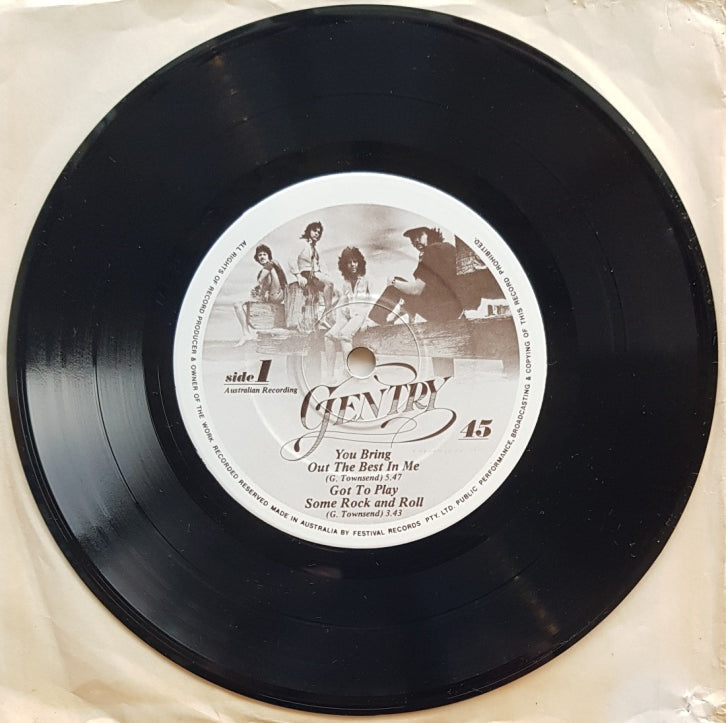 side 1
Australian Recording
GENTRY
45
You Bring
Out The Best In Me
(G. Townsend) 5.47
Got To Play
Some Rock and Roll
(G. Townsend) 3.43
ALL RIGHTS OF RECORD PRODUCER & OWNER OF THE WORK RECORDED RESERVED MADE IN AUSTRALIA BY FESTIVAL RECORDS PTY. LTD. PUBLIC PERFORMANCE, BROADCASTING & COPYING OF THIS RECORD PROHIBITED.